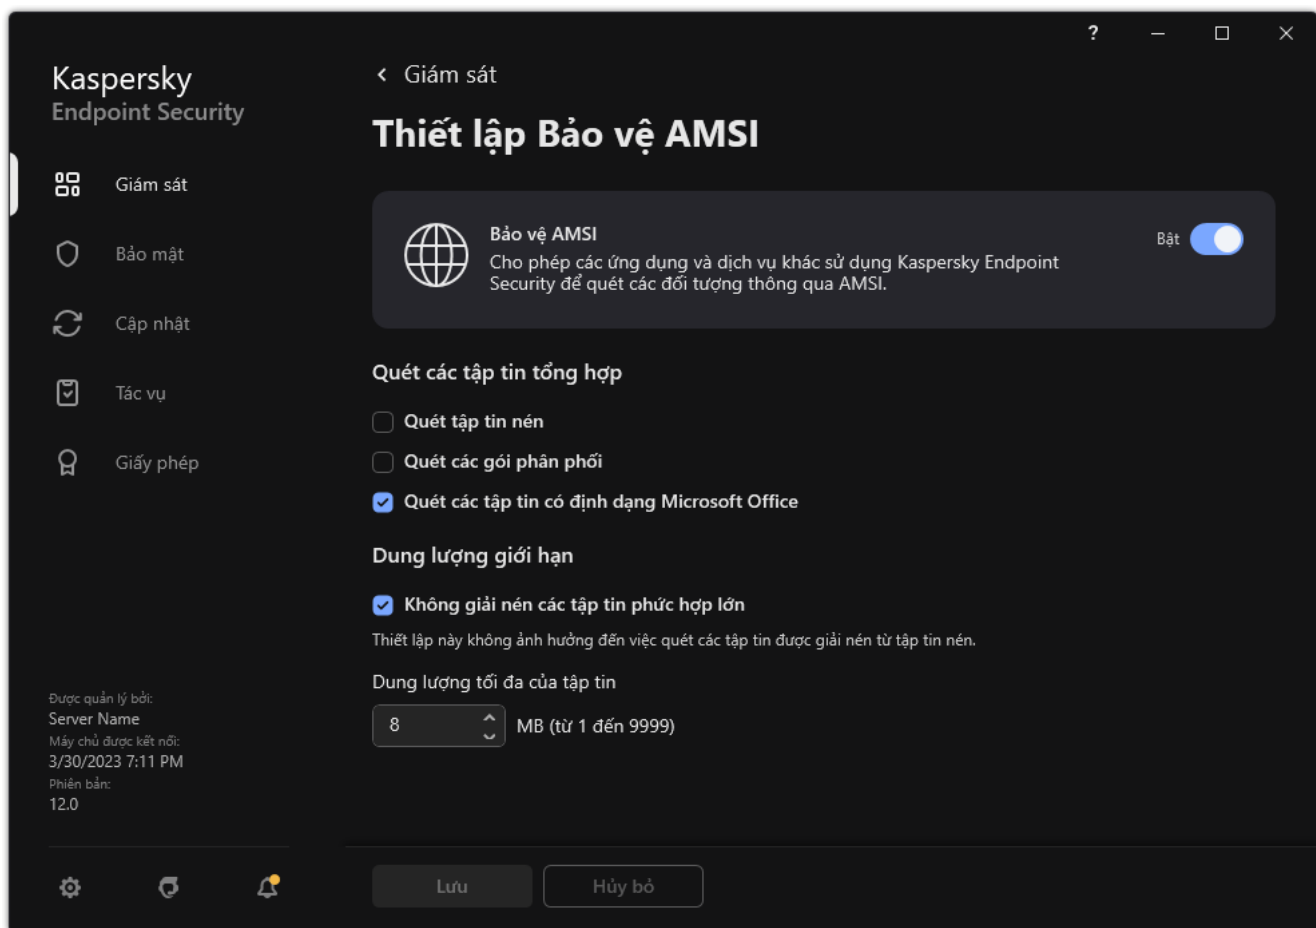 ?
Kaspersky
Endpoint Security
Giám sát
Bảo mật
Cập nhật
Tác vụ
Giấy phép
Được quản lý bởi:
Server Name
Máy chủ được kết nối:
3/30/2023 7:11 PM
Phiên bản:
12.0
Giám sát
Thiết lập Bảo vệ AMSI
Bảo vệ AMSI
Cho phép các ứng dụng và dịch vụ khác sử dụng Kaspersky Endpoint
Security để quét các đối tượng thông qua AMSI.
Bật
Quét các tập tin tổng hợp
Quét tập tin nén
Quét các gói phân phối
Quét các tập tin có định dạng Microsoft Office
Dung lượng giới hạn
Không giải nén các tập tin phức hợp lớn
Thiết lập này không ảnh hưởng đến việc quét các tập tin được giải nén từ tập tin nén.
Dung lượng tối đa của tập tin
8 MB (từ 1 đến 9999)
Lưu
Hủy bỏ